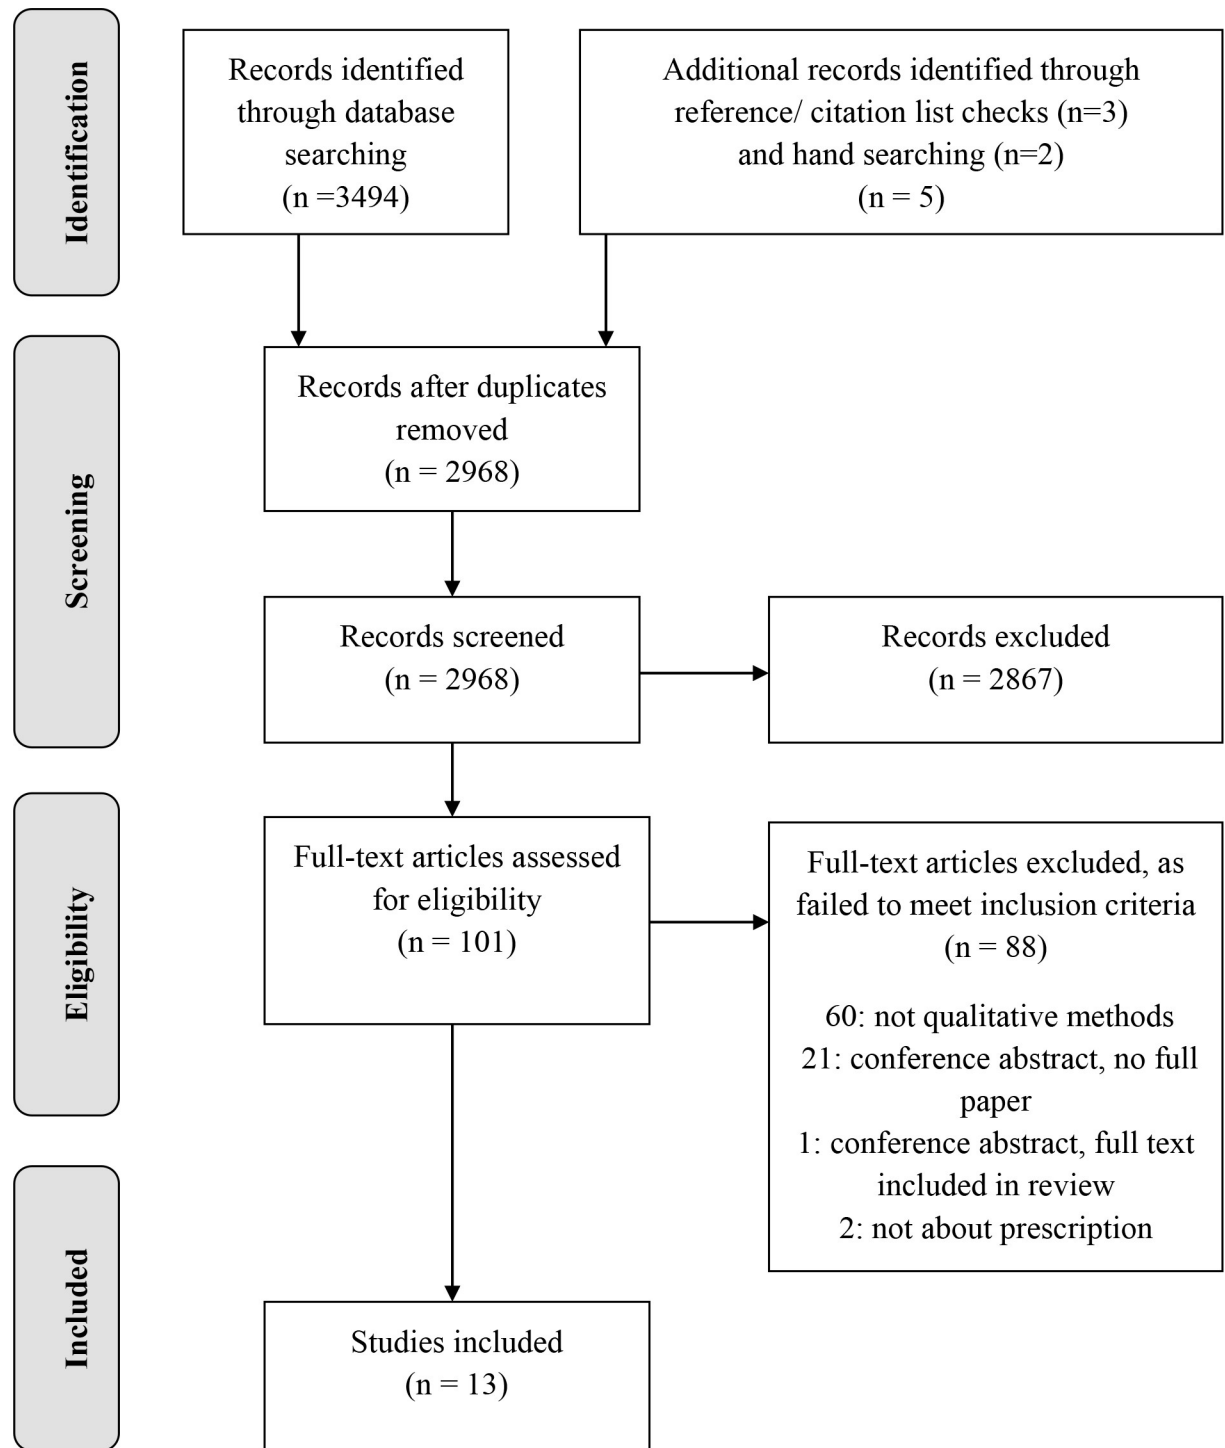 Identification
Records identified
through database
searching
(n =3494)
Additional records identified through
reference/ citation list checks (n=3)
and hand searching (n=2)
(n = 5)
Screening
Records after duplicates
removed
(n = 2968)
Records screened
(n = 2968)
Records excluded
(n = 2867)
Eligibility
Full-text articles assessed
for eligibility
(n = 101)
Full-text articles excluded, as
failed to meet inclusion criteria
(n = 88)
60: not qualitative methods
21: conference abstract, no full
paper
1: conference abstract, full text
included in review
2: not about prescription
Included
Studies included
(n = 13)